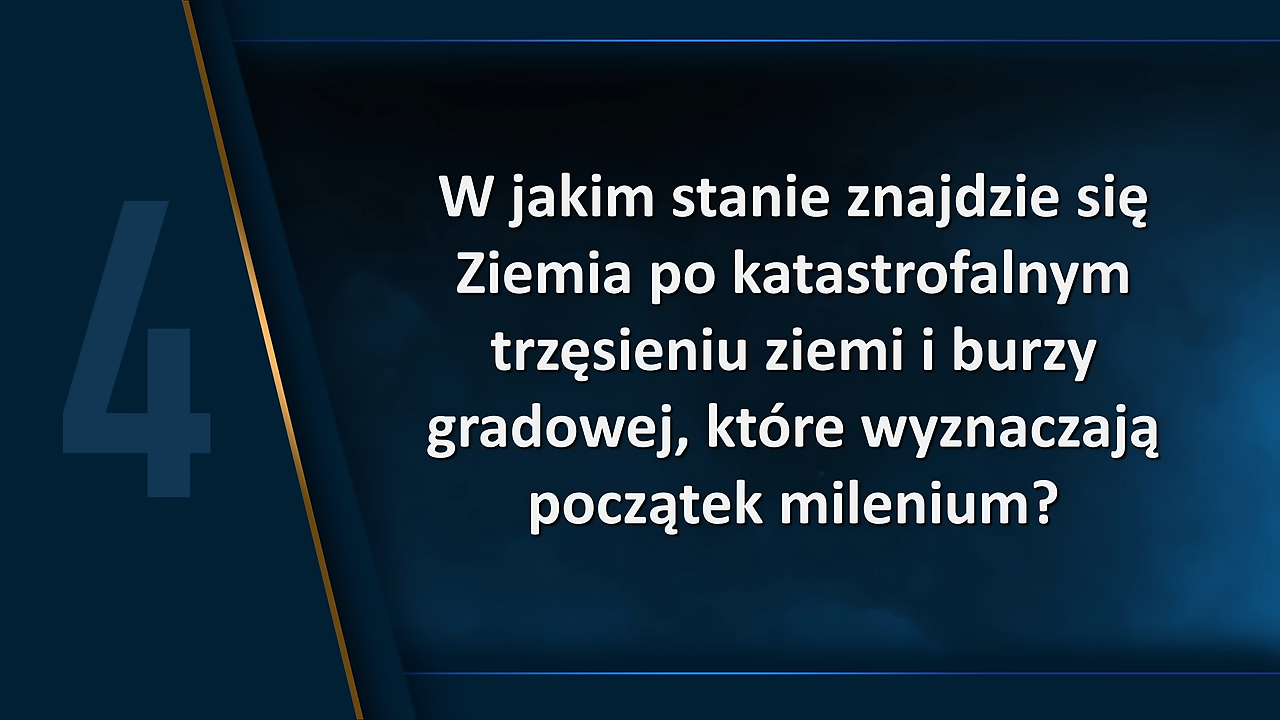 4
W jakim stanie znajdzie się
Ziemia po katastrofalnym
trzęsieniu ziemi i burzy
gradowej, które wyznaczają
początek milenium?